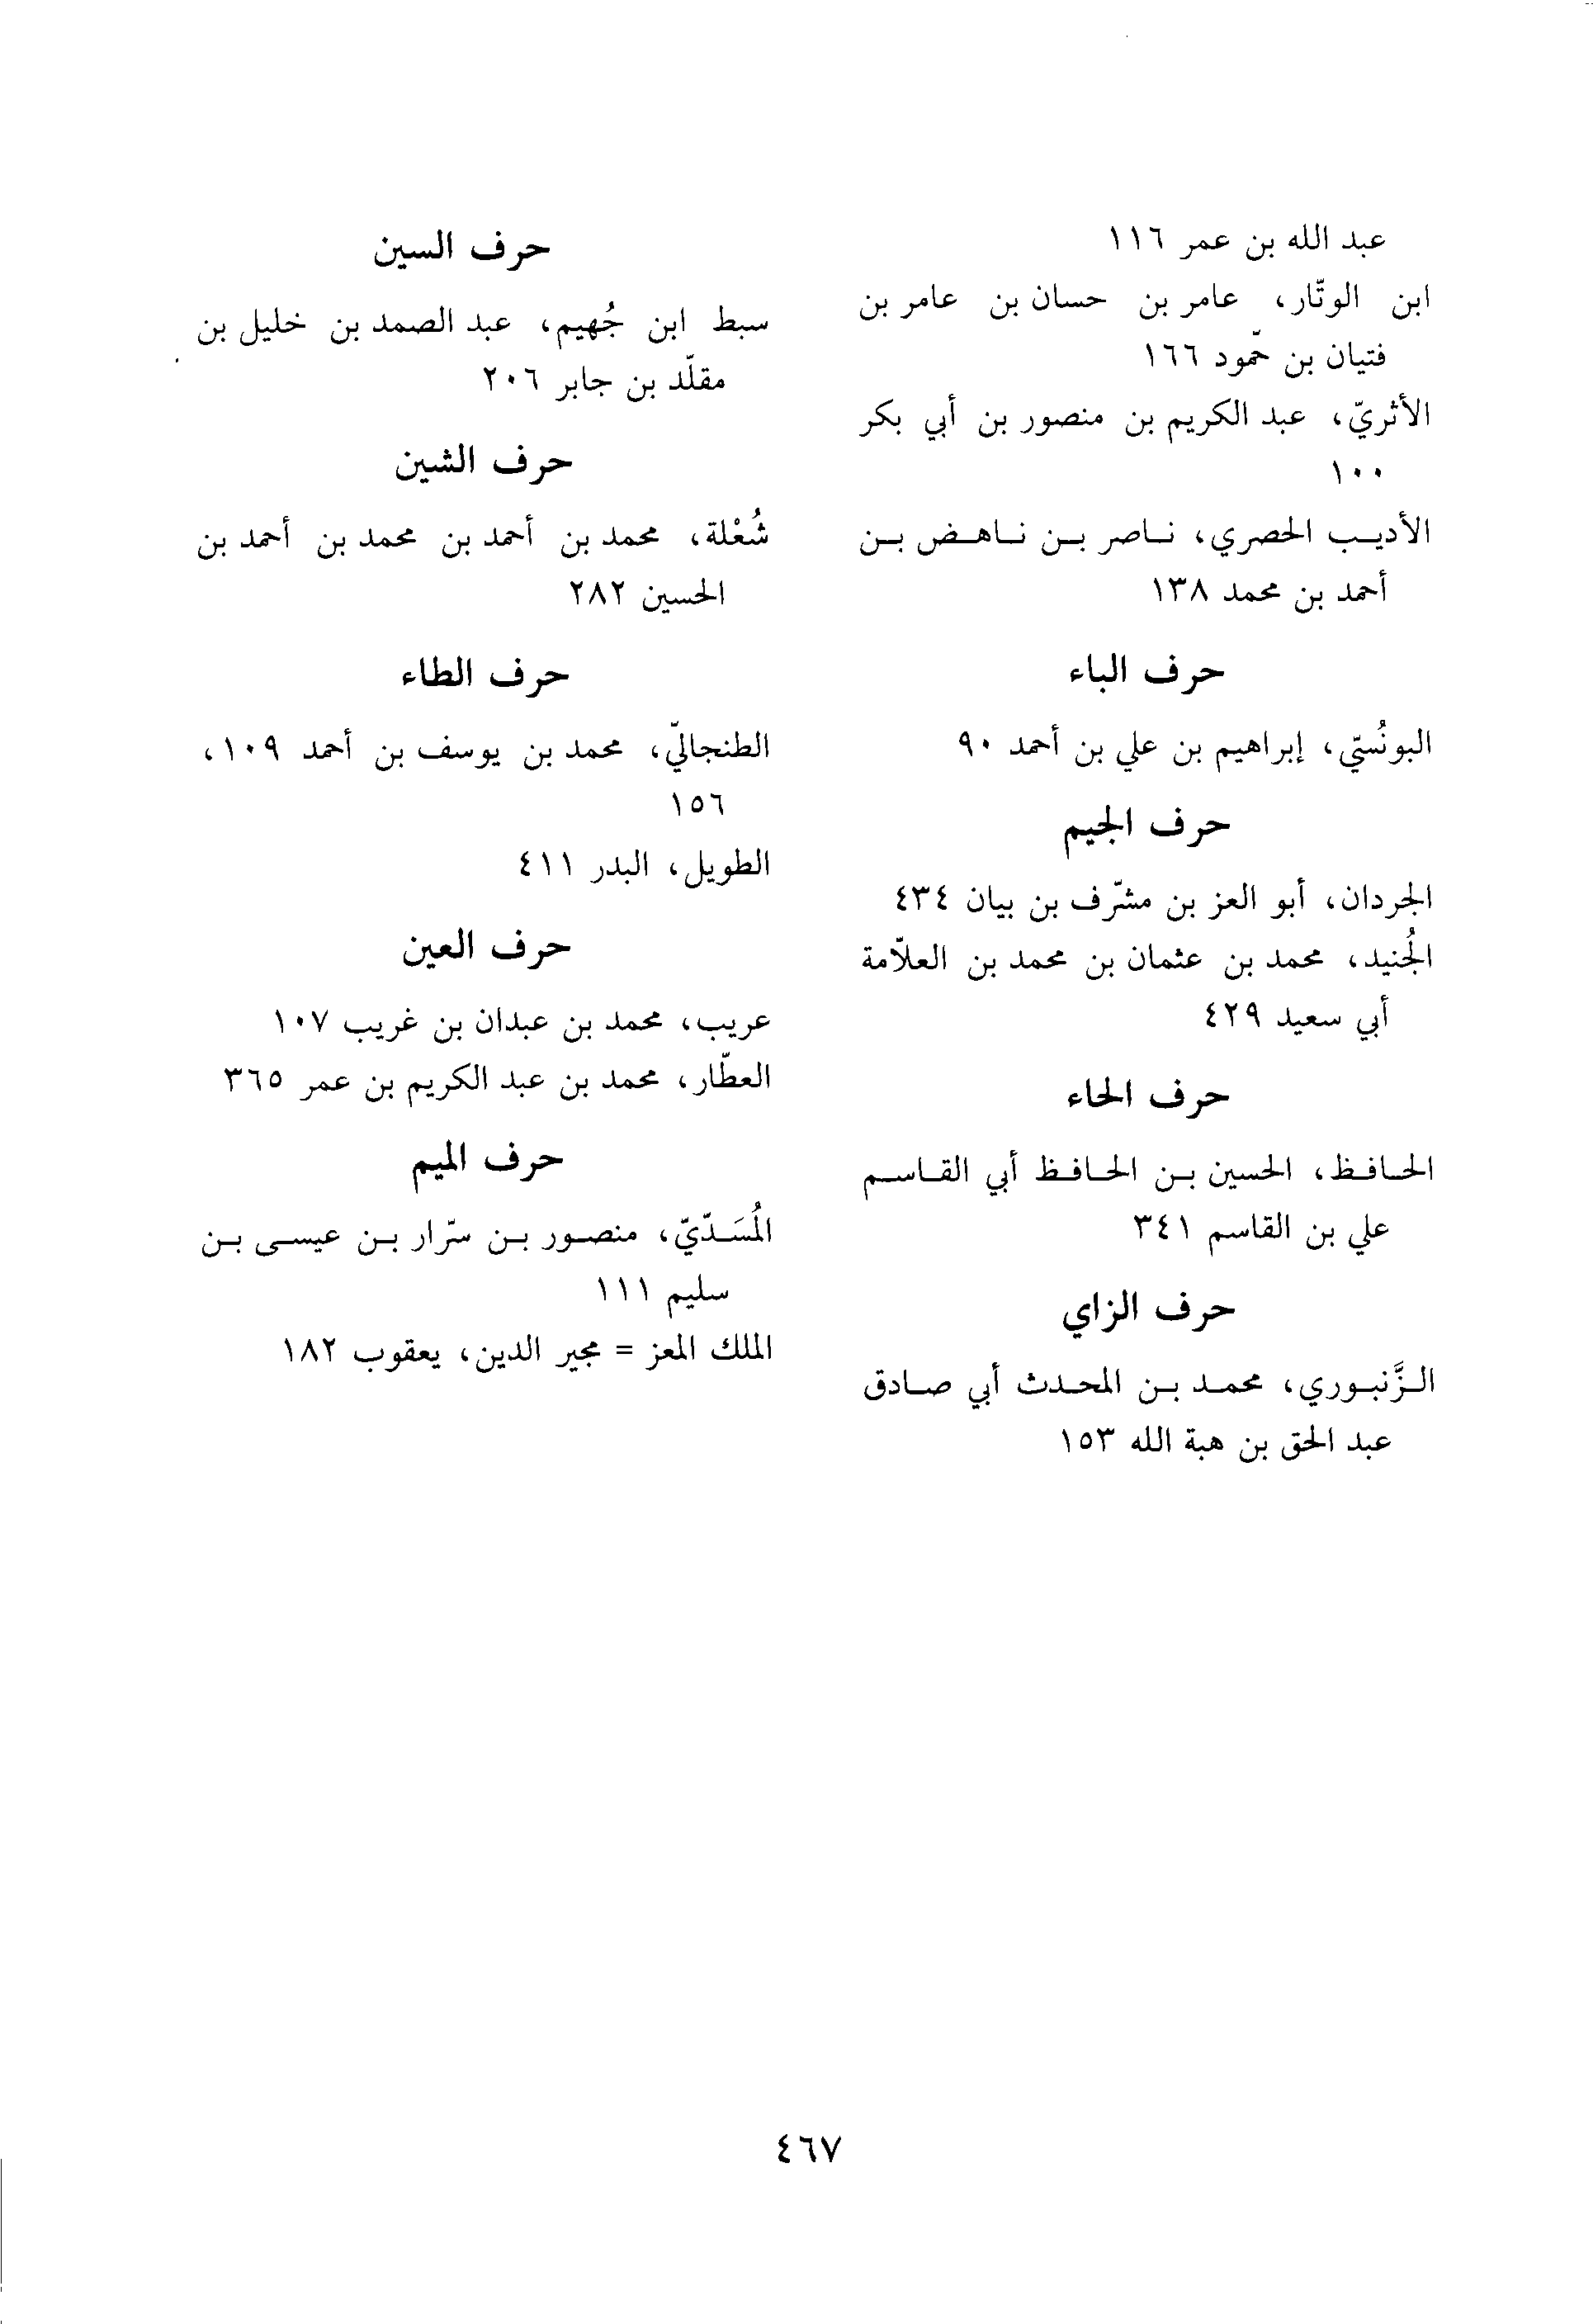 عبد الله بن عمر ١١٦
ابن الوتّار، عامر بن حسان بن عامر بن
فتيان بن حمّود ١٦٦
الأثريّ، عبد الكريم بن منصور بن أبي بكر
١٠٠
الأديب الحصري، ناصر بن ناهض بن
أحمد بن محمد ١٣٨
حرف الباء
البونُسيّ، إبراهيم بن علي بن أحمد ٩٠
حرف الجيم
الجردان، أبو العز بن مشرّف بن بيان ٤٣٤
الجُنيد، محمد بن عثمان بن محمد بن العلاّمة
أبي سعيد ٤٢٩
حرف الحاء
الحافظ، الحسين بن الحافظ أبي القاسم
علي بن القاسم ٣٤١
حرف الزاي
الزَّنبوري، محمد بن المحدث أبي صادق
عبد الحق بن هبة الله ١٥٣
حرف السين
سبط ابن جُهيم، عبد الصمد بن خليل بن
مقلّد بن جابر ٢٠٦
حرف الشين
شُعْلة، محمد بن أحمد بن محمد بن أحمد بن
الحسين ٢٨٢
حرف الطاء
الطنجاليّ، محمد بن يوسف بن أحمد ١٠٩،
١٥٦
الطويل، البدر ٤١١
حرف العين
عريب، محمد بن عبدان بن غريب ١٠٧
العطّار، محمد بن عبد الكريم بن عمر ٣٦٥
حرف الميم
المُسَدّيّ، منصور بن سرّار بن عيسى بن
سليم ١١١
الملك المعز = مجير الدين، يعقوب ١٨٢
٤٦٧